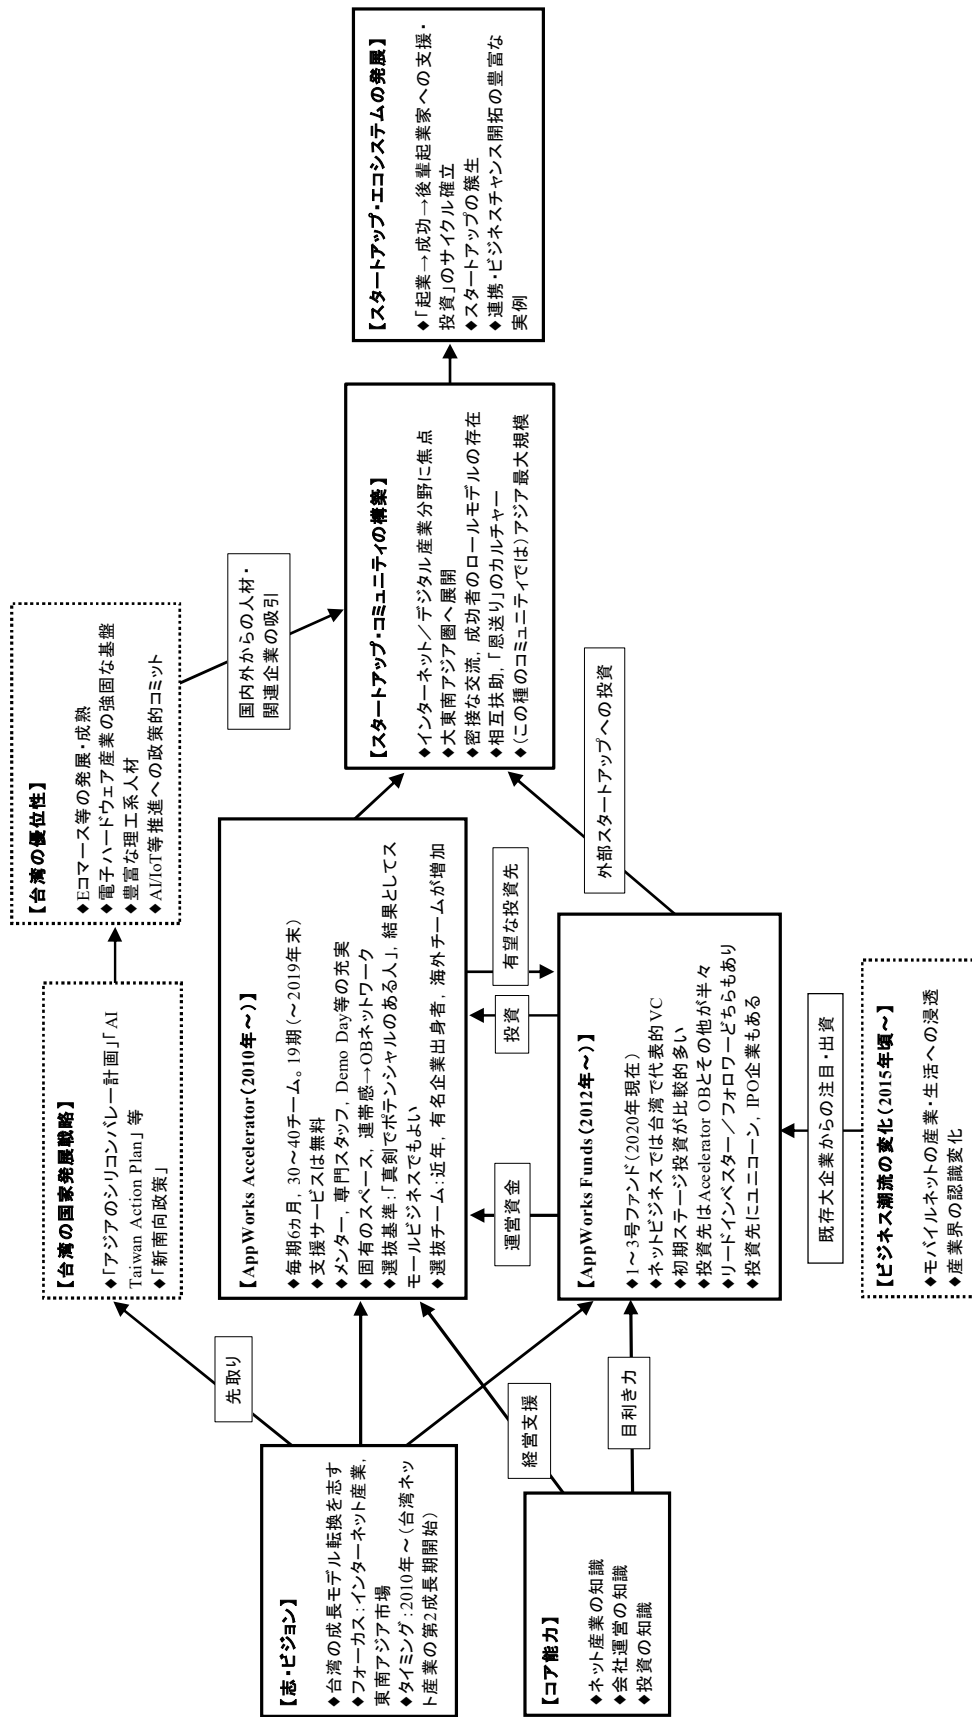 【志・ビジョン】
◆台湾の成長モデル転換を志す
◆フォーカス：インターネット産業，
東南アジア市場
◆タイミング：2010年～（台湾ネッ
ト産業の第2成長期開始）
【コア能力】
◆ネット産業の知識
◆会社運営の知識
◆投資の知識
先取り
経営支援
目利き力
【台湾の国家発展戦略】
◆「アジアのシリコンバレー計画」「AI
Taiwan Action Plan」等
◆「新南向政策」
【AppWorks Accelerator（2010年～）】
◆毎期6カ月，30～40チーム。19期（～2019年末）
◆支援サービスは無料
◆メンター，専門スタッフ，Demo Day等の充実
◆固有のスペース，連帯感→OBネットワーク
◆選抜基準：「真剣でポテンシャルのある人」，結果としてス
モールビジネスでもよい
◆選抜チーム：近年，有名企業出身者，海外チームが増加
運営資金
投資
有望な投資先
【AppWorks Funds（2012年～）】
◆1～3号ファンド（2020年現在）
◆ネットビジネスでは台湾で代表的VC
◆初期ステージ投資が比較的多い
◆投資先はAccelerator OBとその他が半々
◆リードインベスター／フォロワーどちらもあり
◆投資先にユニコーン，IPO企業もある
既存大企業からの注目・出資
【ビジネス潮流の変化（2015年頃～）】
◆モバイルネットの産業・生活への浸透
◆産業界の認識変化
【台湾の優位性】
◆Eコマース等の発展・成熟
◆電子ハードウェア産業の強固な基盤
◆豊富な理工系人材
◆AI/IoT等推進への政策的コミット
国内外からの人材・
関連企業の吸引
外部スタートアップへの投資
【スタートアップ・コミュニティの構築】
◆インターネット／デジタル産業分野に焦点
◆大東南アジア圏へ展開
◆密接な交流，成功者のロールモデルの存在
◆相互扶助，「恩送り」のカルチャー
◆（この種のコミュニティでは）アジア最大規模
【スタートアップ・エコシステムの発展】
◆「起業→成功→後輩起業家への支援・
投資」のサイクル確立
◆スタートアップの簇生
◆連携・ビジネスチャンス開拓の豊富な
実例